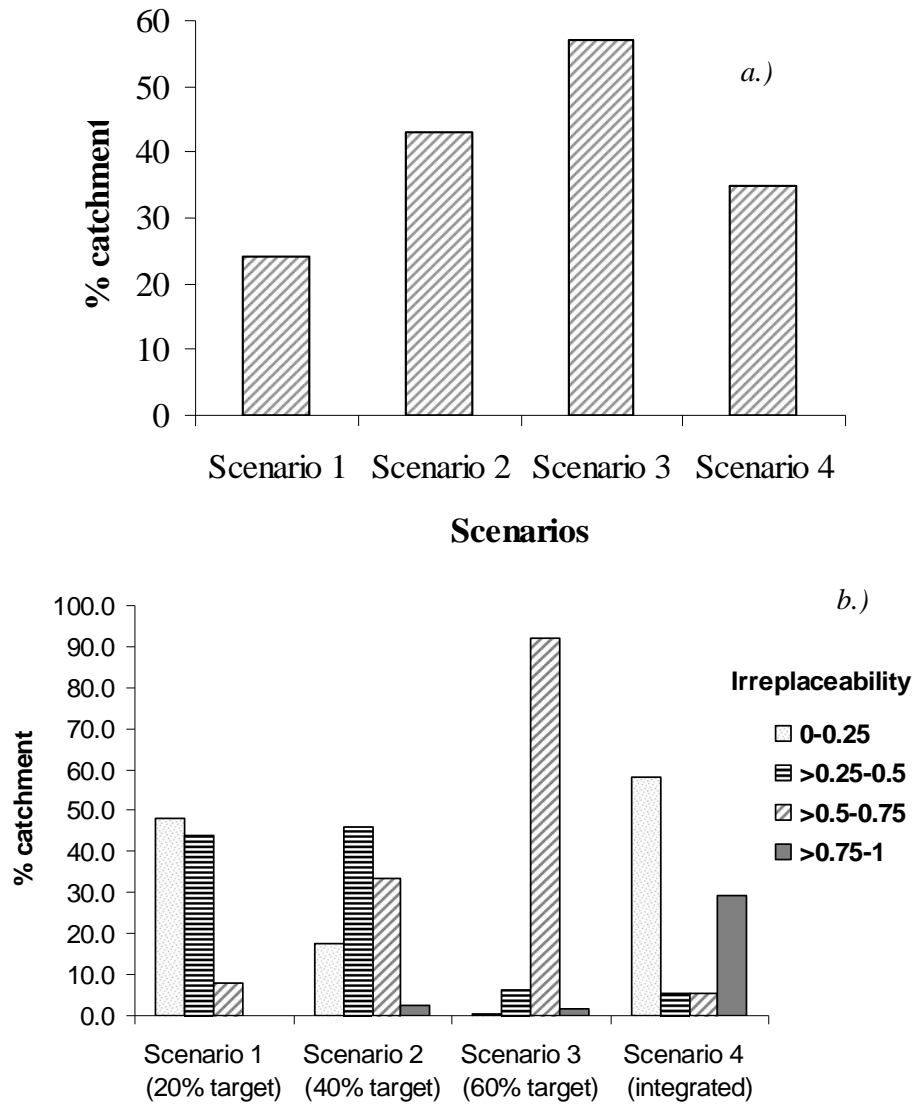 60
50
40
30
20
10
0
% catchment
a.)
Scenario 1 Scenario 2 Scenario 3 Scenario 4
Scenarios
100.0
90.0
80.0
70.0
60.0
50.0
40.0
30.0
20.0
10.0
0.0
% catchment
b.)
Irreplaceability
0-0.25
>0.25-0.5
>0.5-0.75
>0.75-1
Scenario 1 Scenario 2 Scenario 3 Scenario 4
(20% target) (40% target) (60% target) (integrated)